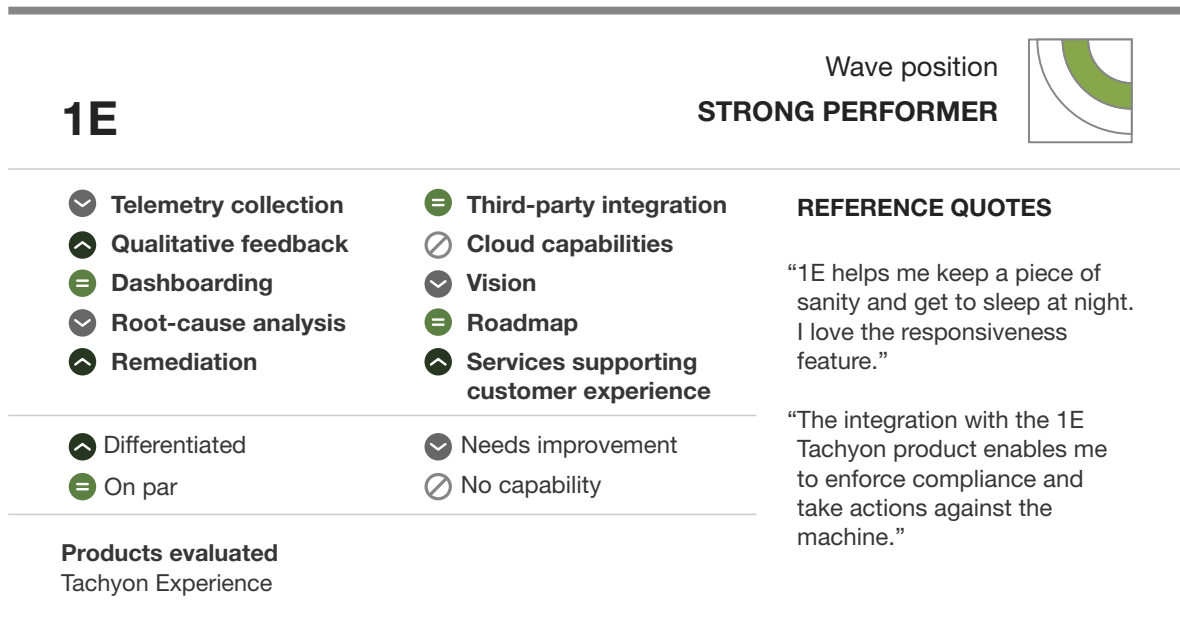 1E
Wave position
STRONG PERFORMER
Telemetry collection
Qualitative feedback
Dashboarding
Root-cause analysis
Remediation
Third-party integration
Cloud capabilities
Vision
Roadmap
Services supporting
customer experience
Differentiated
On par
Needs improvement
No capability
Products evaluated
Tachyon Experience
REFERENCE QUOTES
“1E helps me keep a piece of
sanity and get to sleep at night.
I love the responsiveness
feature.”
“The integration with the 1E
Tachyon product enables me
to enforce compliance and
take actions against the
machine.”